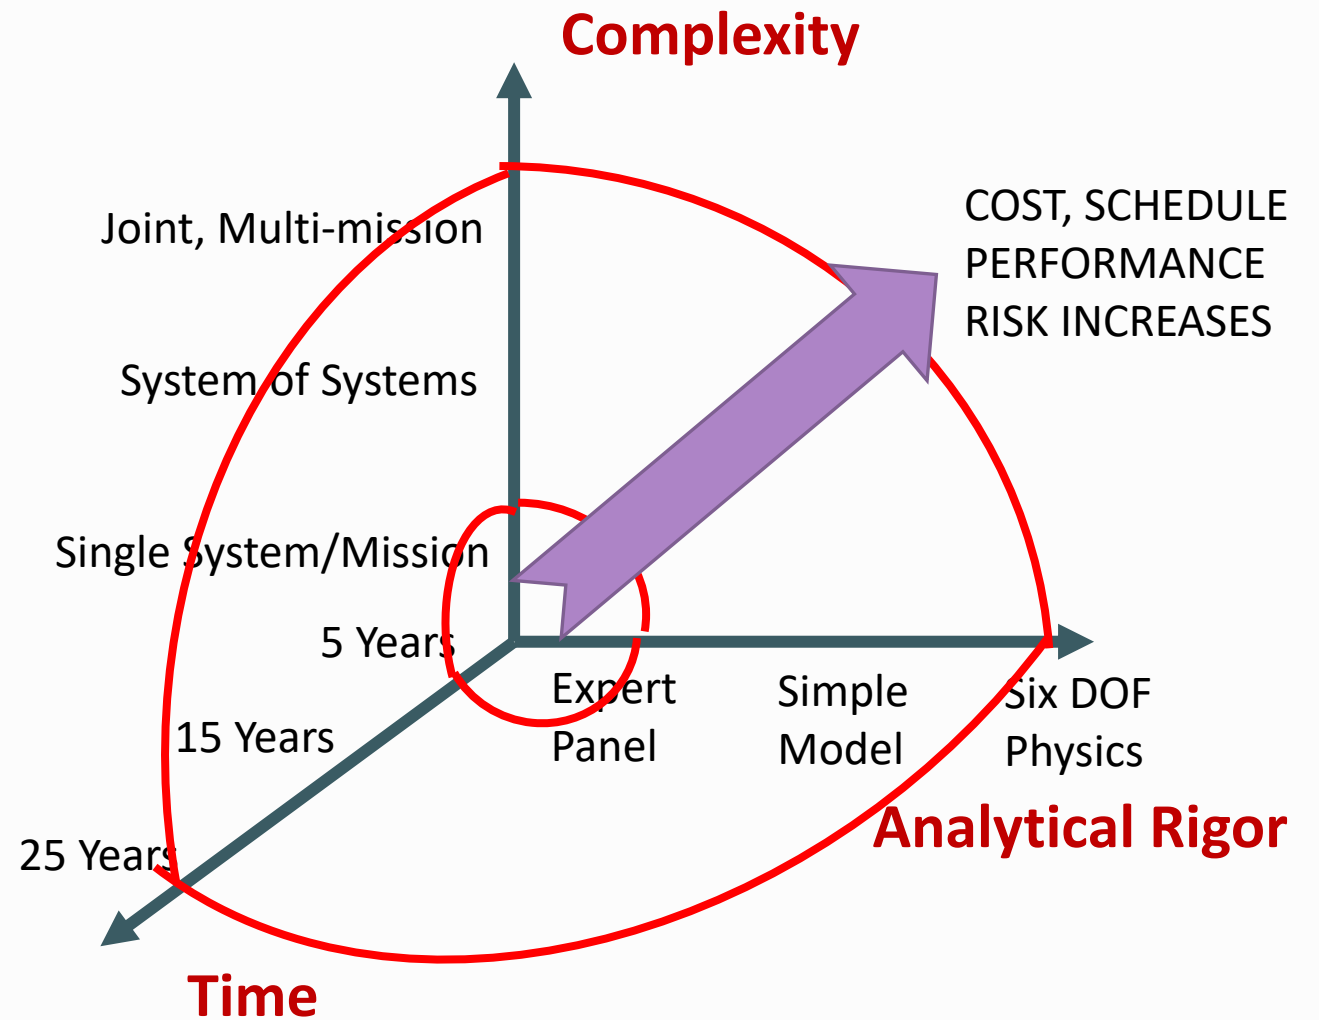 Complexity
Joint, Multi-mission
System of Systems
Single System/Mission
COST, SCHEDULE
PERFORMANCE
RISK INCREASES
5 Years
15 Years
25 Years
Time
Expert
Panel
Simple
Model
Six DOF
Physics
Analytical Rigor